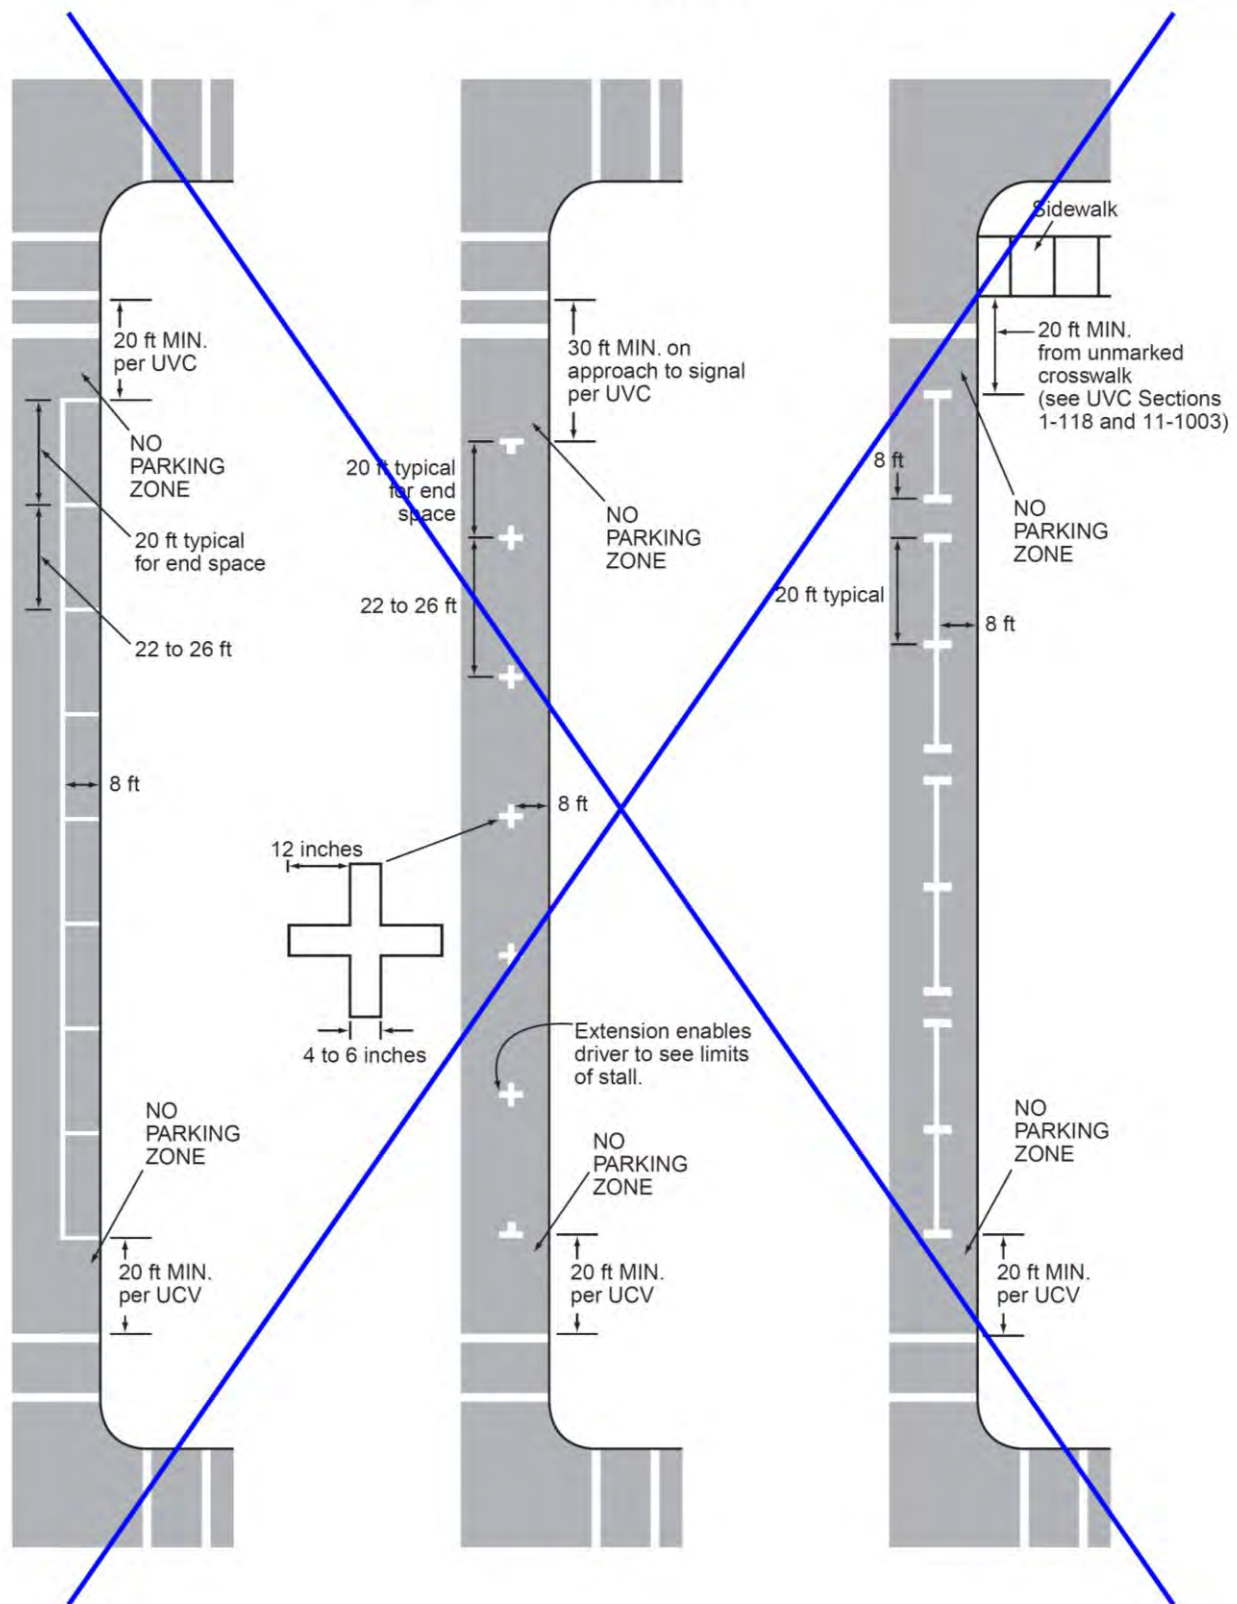 20 ft MIN.
per UVC
NO
PARKING
ZONE
20 ft typical
for end space
22 to 26 ft
8 ft
NO
PARKING
ZONE
20 ft MIN.
per UCV
30 ft MIN. on
approach to signal
per UVC
20 ft typical
for end
space
NO
PARKING
ZONE
22 to 26 ft
8 ft
12 inches
4 to 6 inches
Extension enables
driver to see limits
of stall.
NO
PARKING
ZONE
20 ft MIN.
per UCV
Sidewalk
20 ft MIN.
from unmarked
crosswalk
(see UVC Sections
1-118 and 11-1003)
8 ft
NO
PARKING
ZONE
20 ft typical
8 ft
NO
PARKING
ZONE
20 ft MIN.
per UCV